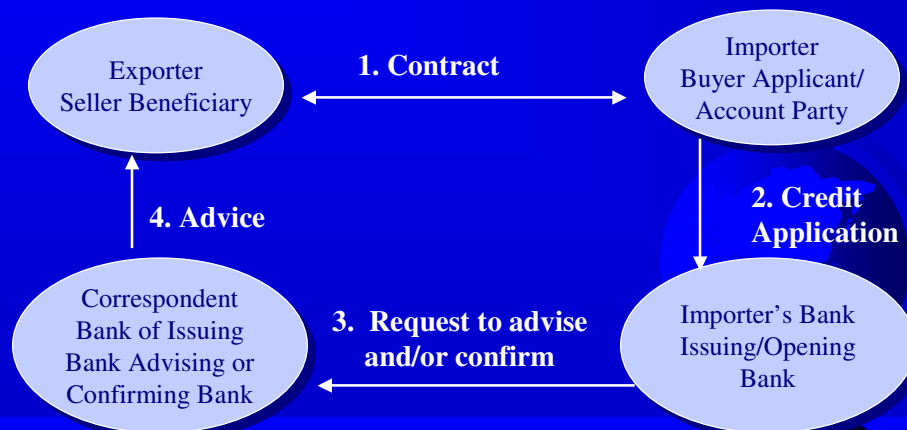 Exporter
Seller Beneficiary
1. Contract
Importer
Buyer Applicant/
Account Party
4. Advice
2. Credit
Application
Correspondent
Bank of Issuing
Bank Advising or
Confirming Bank
3. Request to advise
and/or confirm
Importer's Bank
Issuing/Opening
Bank